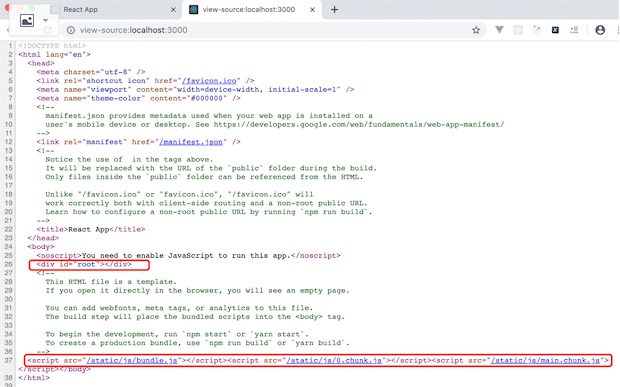 React App
view-source:localhost:3000
view-source:localhost:3000
1 <!DOCTYPE html>
2 <html lang="en">
3 <head>
4 <meta charset="utf-8" />
5 <link rel="shortcut icon" href="/favicon.ico" />
6 <meta name="viewport" content="width=device-width, initial-scale=1" />
7 <meta name="theme-color" content="#000000" />
8 <!--
9 manifest.json provides metadata used when your web app is installed on a
10 user's mobile device or desktop. See https://developers.google.com/web/fundamentals/web-app-manifest/
11 -->
12 <link rel="manifest" href="/manifest.json" />
13 <!--
14 Notice the use of  in the tags above.
15 It will be replaced with the URL of the `public` folder during the build.
16 Only files inside the `public` folder can be referenced from the HTML.
17
18 Unlike "/favicon.ico" or "favicon.ico", "/favicon.ico" will
19 work correctly both with client-side routing and a non-root public URL.
20 Learn how to configure a non-root public URL by running `npm run build`.
21 -->
22 <title>React App</title>
23 </head>
24 <body>
25 <noscript>You need to enable JavaScript to run this app.</noscript>
26 <div id="root"></div>
27 <!--
28 This HTML file is a template.
29 If you open it directly in the browser, you will see an empty page.
30
31 You can add webfonts, meta tags, or analytics to this file.
32 The build step will place the bundled scripts into the <body> tag.
33
34 To begin the development, run `npm start` or `yarn start`.
35 To create a production bundle, use `npm run build` or `yarn build`.
36 -->
37 <script src="/static/js/bundle.js"></script><script src="/static/js/0.chunk.js"></script><script src="/static/js/main.chunk.js">
</script></body>
38 </html>